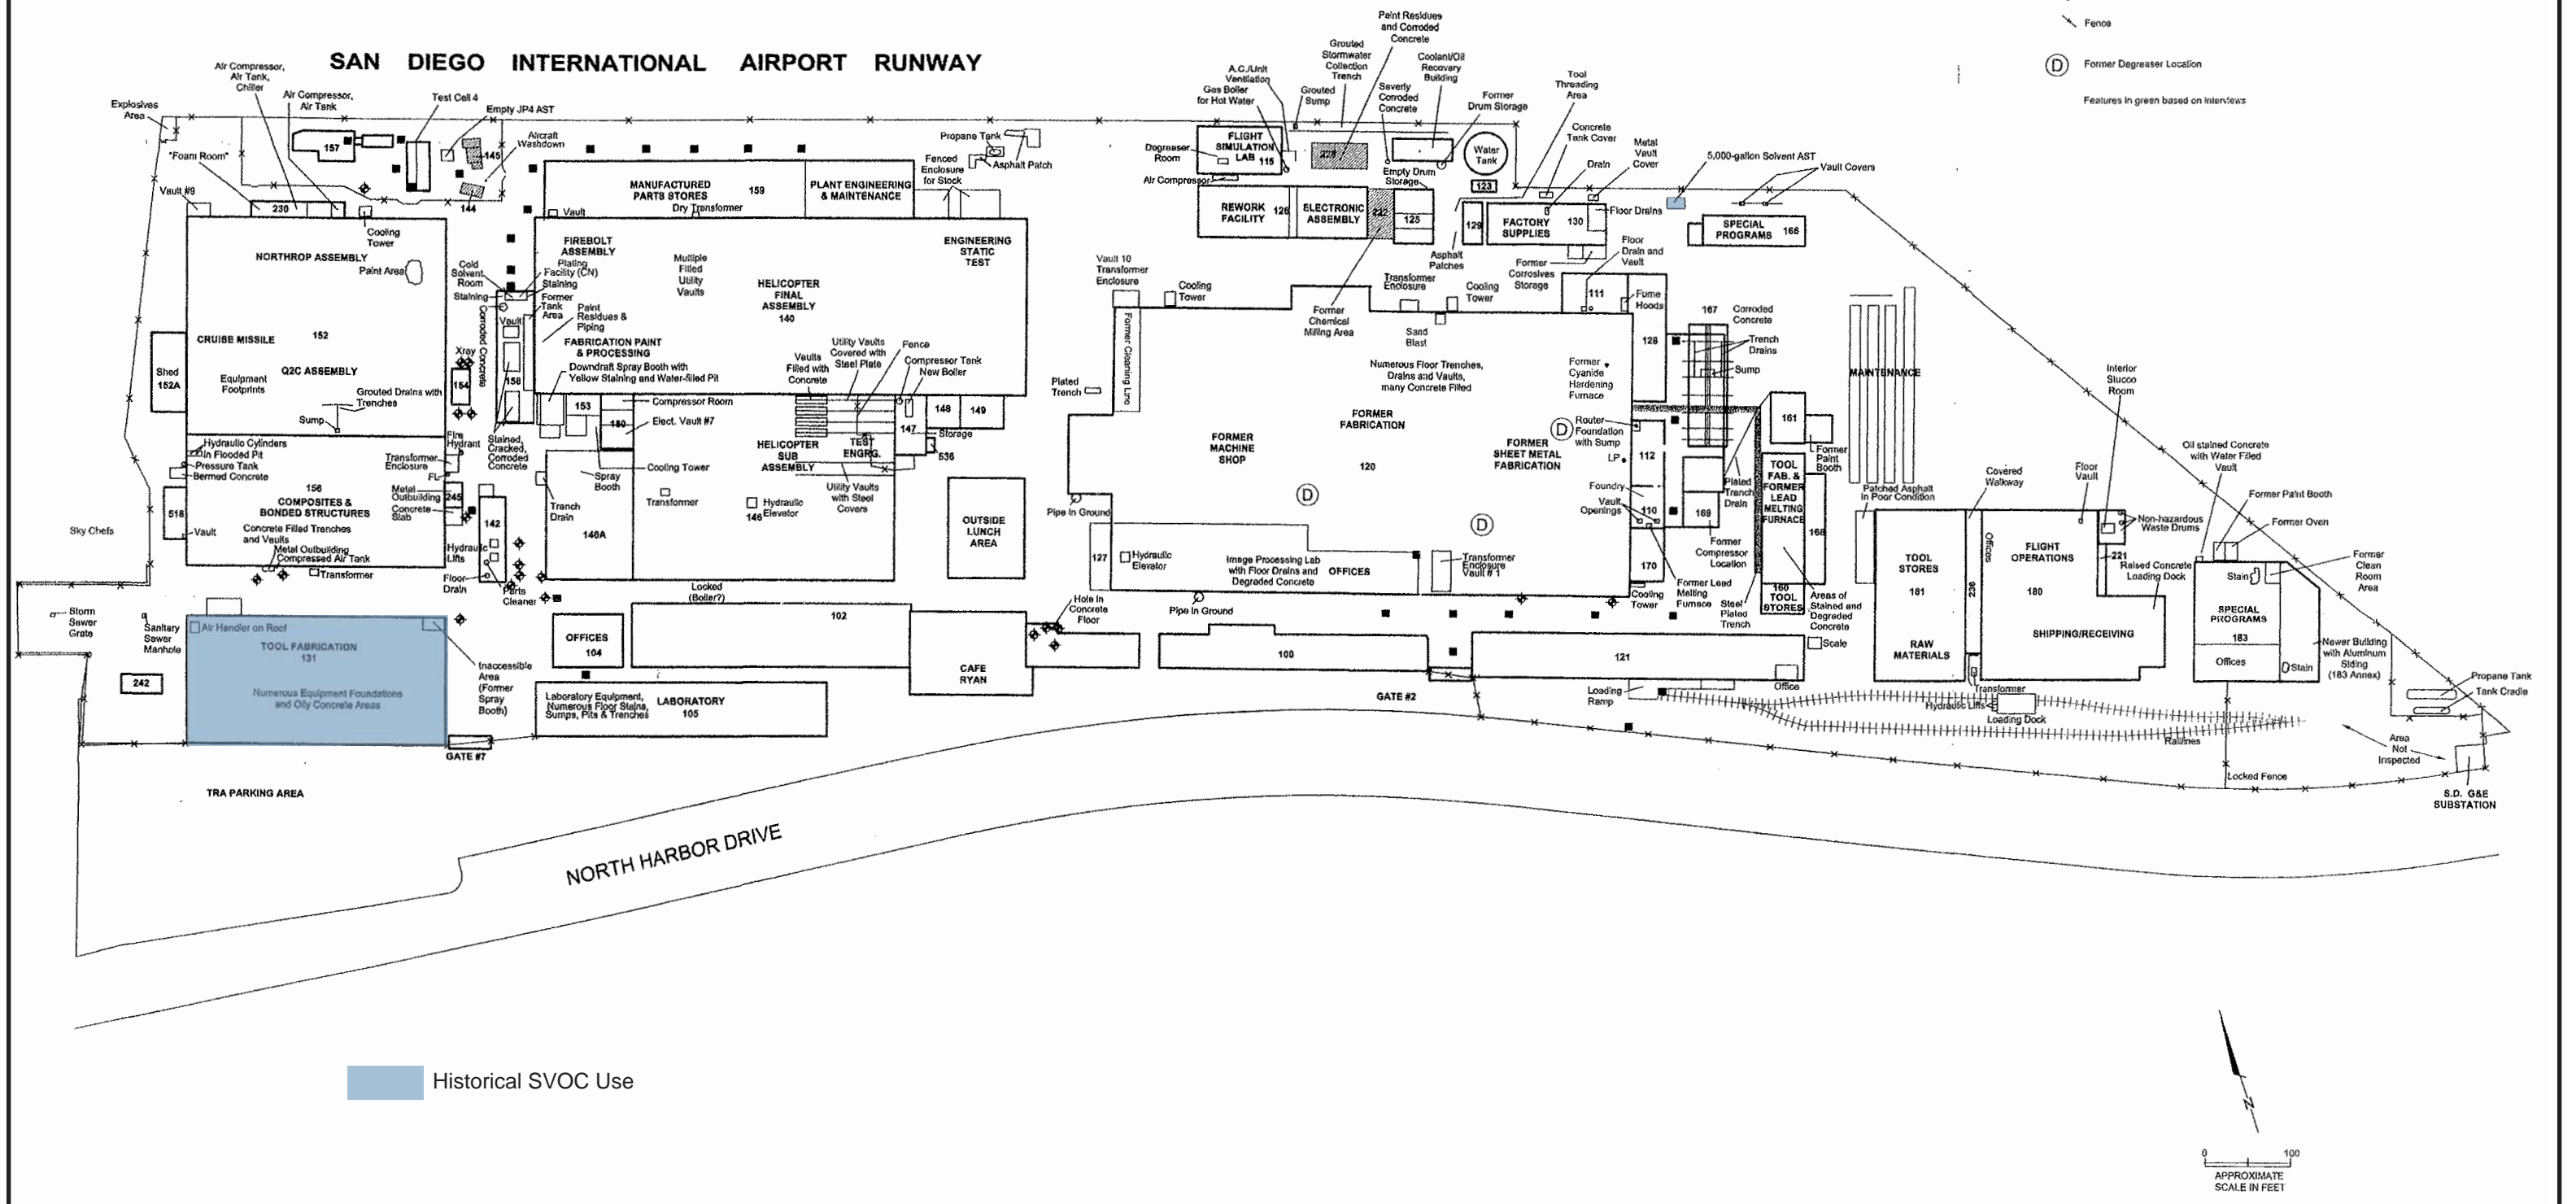 SAN DIEGO INTERNATIONAL AIRPORT RUNWAY
Fence
D
Former Degreaser Location
Features in green based on interviews
Explosives
Area
Air Compressor,
Air Tank,
Chiller
Air Compressor,
Air Tank
Test Cell 4
Empty JP4 AST
Aircraft
Washdown
"Foam Room"
Vault #9
157
145
144
230
Cooling
Tower
NORTHROP ASSEMBLY
Paint Area
CRUISE MISSILE
152
Q2C ASSEMBLY
Shed
152A
Equipment
Footprints
Grouted Drains with
Trenches
Sump
Xray
154
Hydraulic Cylinders
in Flooded Pit
Pressure Tank
Bermed Concrete
156
COMPOSITES &
BONDED STRUCTURES
516
Vault
Concrete Filled Trenches
and Vaults
Metal Outbuilding
Compressed Air Tank
Transformer
Sky Chefs
Fire
Hydrant
Transformer
Enclosure
FL
Metal
Outbuilding
245
Concrete
Slab
142
Hydraulic
Lifts
Floor
Drain
Parts
Cleaner
Storm
Sewer
Grate
Sanitary
Sewer
Manhole
242
Air Handler on Roof
TOOL FABRICATION
131
Numerous Equipment Foundations
and Oily Concrete Areas
Inaccessible
Area
(Former
Spray
Booth)
GATE #7
TRA PARKING AREA
MANUFACTURED
PARTS STORES
159
Dry Transformer
Vault
PLANT ENGINEERING
& MAINTENANCE
Propane Tank
Asphalt Patch
Fenced
Enclosure
for Stock
FIREBOLT
ASSEMBLY
Plating
Facility (CN)
Staining
Cold
Solvent
Room
Staining
Former
Tank
Area
Paint
Residues &
Piping
Corroded Concrete
Vault
158
Multiple
Filled
Utility
Vaults
HELICOPTER
FINAL
ASSEMBLY
140
ENGINEERING
STATIC
TEST
FABRICATION PAINT
& PROCESSING
Downdraft Spray Booth with
Yellow Staining and Water-filled Pit
Vaults
Filled with
Concrete
Utility Vaults
Covered with
Steel Plate
Fence
Compressor Tank
New Boiler
Stained,
Cracked,
Corroded
Concrete
153
150
Compressor Room
Elect. Vault #7
Cooling Tower
Spray
Booth
Trench
Drain
146A
Transformer
HELICOPTER
SUB
ASSEMBLY
TEST
ENGRG.
147
148
149
Storage
536
Utility Vaults
with Steel
Covers
146
Hydraulic
Elevator
OUTSIDE
LUNCH
AREA
Locked
(Boiler?)
OFFICES
104
102
CAFE
RYAN
Laboratory Equipment,
Numerous Floor Stains,
Sumps, Pits & Trenches
LABORATORY
105
Hole In
Concrete
Floor
Paint Residues
and Corroded
Concrete
Grouted
Stormwater
Collection
Trench
A.C./Unit
Ventilation
Gas Boiler
for Hot Water
Grouted
Sump
Severly
Corroded
Concrete
Coolant/Oil
Recovery
Building
Former
Drum Storage
Tool
Threading
Area
Concrete
Tank Cover
Drain
Metal
Vault
Cover
5,000-gallon Solvent AST
Vault Covers
FLIGHT
SIMULATION
LAB 115
Degreaser
Room
Air Compressor
Water
Tank
Empty Drum
Storage
123
REWORK
FACILITY
126
ELECTRONIC
ASSEMBLY
222
125
129
FACTORY
SUPPLIES
130
Floor Drains
SPECIAL
PROGRAMS
166
Asphalt
Patches
Former
Corrosives
Storage
Floor
Drain and
Vault
Vault 10
Transformer
Enclosure
Cooling
Tower
Former
Chemical
Milling Area
Transformer
Enclosure
Cooling
Tower
Sand
Blast
111
Fume
Hoods
Former Cleaning Line
Plated
Trench
Numerous Floor Trenches,
Drains and Vaults,
many Concrete Filled
Former
Cyanide
Hardening
Furnace
128
167
Corroded
Concrete
Trench
Drains
Sump
FORMER
FABRICATION
FORMER
MACHINE
SHOP
120
FORMER
SHEET METAL
FABRICATION
D
D
D
Router
Foundation
with Sump
LP
112
Foundry
Vault
Openings
110
169
Plated
Trench
Drain
Former
Compressor
Location
161
Former
Paint
Booth
TOOL
FAB. &
FORMER
LEAD
MELTING
FURNACE
168
160
TOOL
STORES
Areas of
Stained and
Degraded
Concrete
Pipe In Ground
127
Hydraulic
Elevator
Image Processing Lab
with Floor Drains and
Degraded Concrete
OFFICES
Transformer
Enclosure
Vault # 1
170
Cooling
Tower
Former Lead
Melting
Furnace
Steel
Plated
Trench
Pipe In Ground
100
121
Scale
Office
GATE #2
Loading
Ramp
MAINTENANCE
Patched Asphalt
in Poor Condition
Covered
Walkway
Floor
Vault
Interior
Stucco
Room
Oil stained Concrete
with Water Filled
Vault
Former Paint Booth
Former Oven
Non-hazardous
Waste Drums
TOOL
STORES
181
RAW
MATERIALS
Offices
236
FLIGHT
OPERATIONS
180
221
Raised Concrete
Loading Dock
SHIPPING/RECEIVING
Stain
Former
Clean
Room
Area
SPECIAL
PROGRAMS
183
Offices
Stain
Newer Building
with Aluminum
Siding
(183 Annex)
Transformer
Hydraulic Lifts
Loading Dock
Raillines
Propane Tank
Tank Cradle
Area
Not
Inspected
Locked Fence
S.D. G&E
SUBSTATION
NORTH HARBOR DRIVE
Historical SVOC Use
N
0 100
APPROXIMATE
SCALE IN FEET